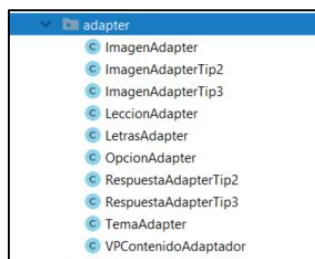 adapter
ImagenAdapter
ImagenAdapterTip2
ImagenAdapterTip3
LeccionAdapter
LetrasAdapter
OpcionAdapter
RespuestaAdapterTip2
RespuestaAdapterTip3
TemaAdapter
VPContenidoAdaptador